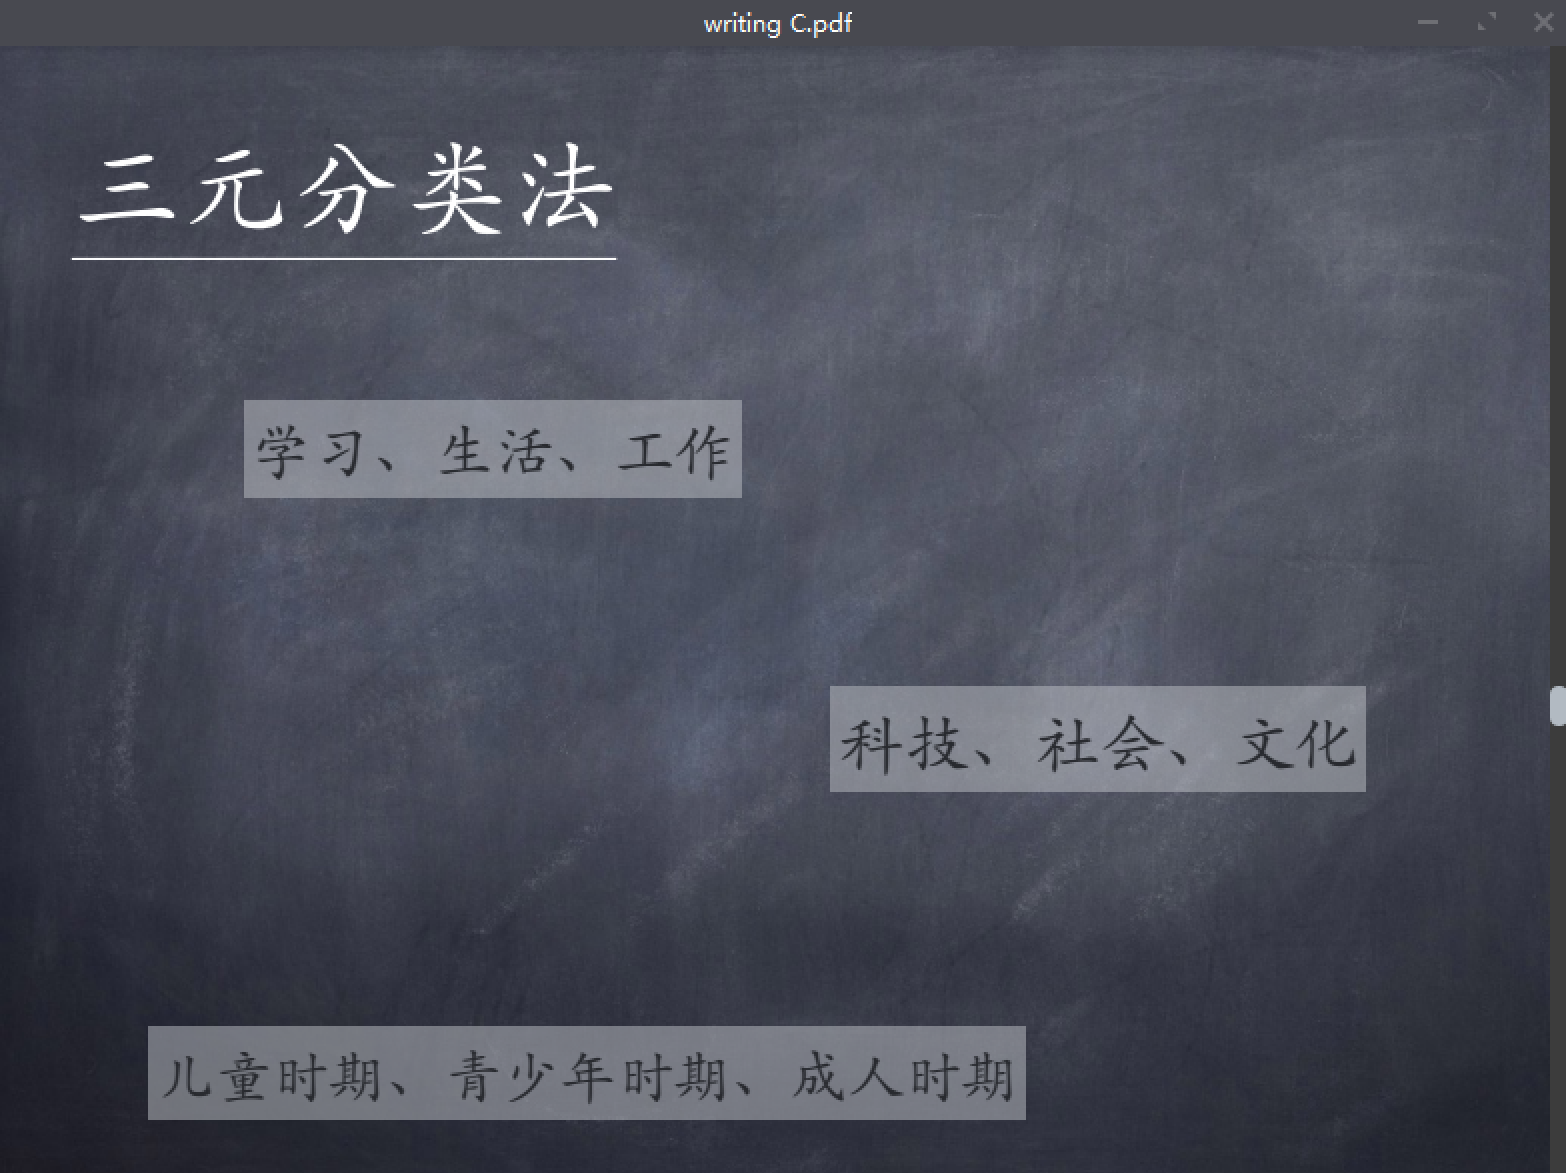 writing C.pdf
三元分类法
学习、生活、工作
科技、社会、文化
儿童时期、青少年时期、成人时期